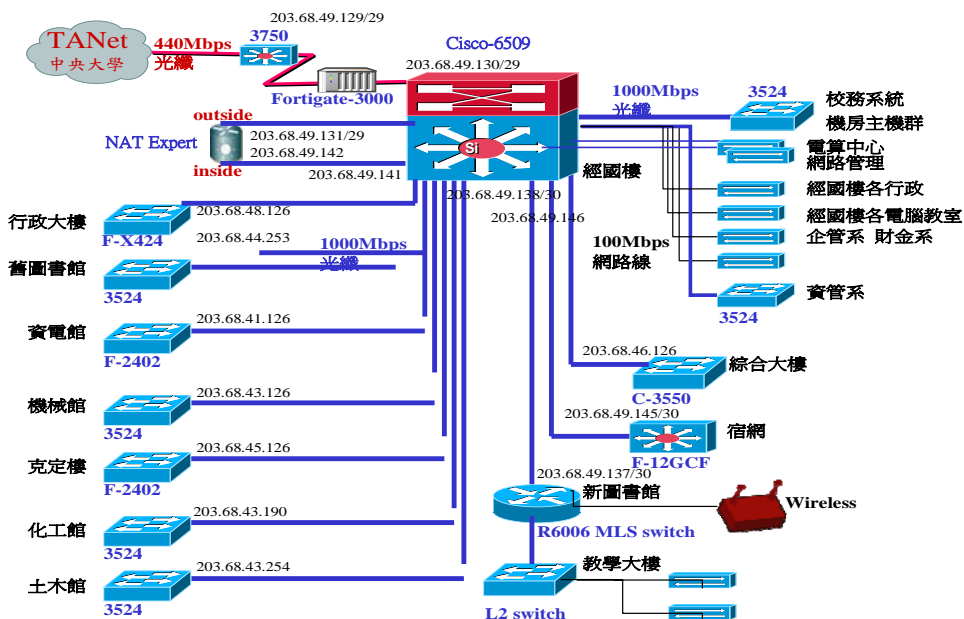 203.68.49.129/29
TANet
中央大學
440Mbps
光纖
3750
Fortigate-3000
Cisco-6509
203.68.49.130/29
1000Mbps
光纖
3524
校務系統
機房主機群
outside
NAT Expert
inside
203.68.49.131/29
203.68.49.142
203.68.49.141
Si
經國樓
電算中心
網路管理
203.68.49.138/30
203.68.49.146
經國樓各行政
經國樓各電腦教室
企管系 財金系
100Mbps
網路線
資管系
3524
行政大樓
203.68.48.126
F-X424
203.68.44.253
1000Mbps
光纖
舊圖書館
3524
資電館
203.68.41.126
F-2402
機械館
203.68.43.126
3524
克定樓
203.68.45.126
F-2402
化工館
203.68.43.190
3524
土木館
203.68.43.254
3524
203.68.46.126
綜合大樓
C-3550
203.68.49.145/30
宿網
F-12GCF
203.68.49.137/30
新圖書館
Wireless
R6006 MLS switch
教學大樓
L2 switch